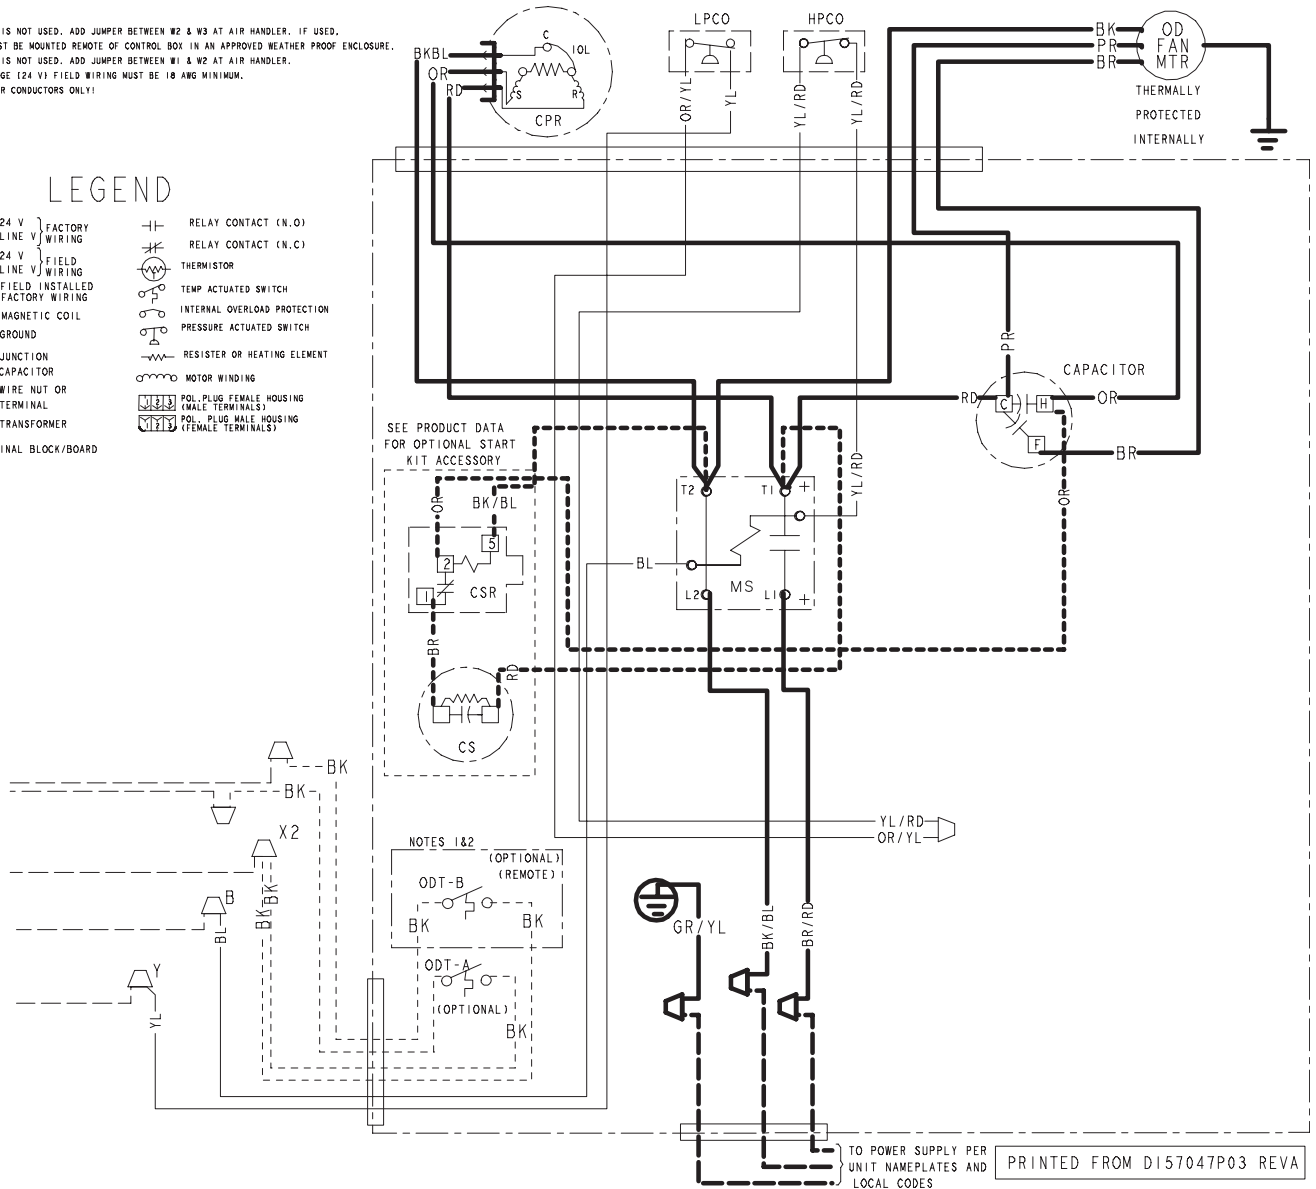 IS NOT USED. ADD JUMPER BETWEEN W2 & W3 AT AIR HANDLER. IF USED,
ST BE MOUNTED REMOTE OF CONTROL BOX IN AN APPROVED WEATHER PROOF ENCLOSURE.
IS NOT USED. ADD JUMPER BETWEEN W1 & W2 AT AIR HANDLER.
GE (24 V) FIELD WIRING MUST BE 18 AWG MINIMUM.
R CONDUCTORS ONLY!
LEGEND
24 V
LINE V
FACTORY
WIRING
24 V
LINE V
FIELD
WIRING
FIELD INSTALLED
FACTORY WIRING
MAGNETIC COIL
GROUND
JUNCTION
CAPACITOR
WIRE NUT OR
TERMINAL
TRANSFORMER
INAL BLOCK/BOARD
RELAY CONTACT (N.O)
RELAY CONTACT (N.C)
THERMISTOR
TEMP ACTUATED SWITCH
INTERNAL OVERLOAD PROTECTION
PRESSURE ACTUATED SWITCH
RESISTER OR HEATING ELEMENT
MOTOR WINDING
1 2 3
POL. PLUG FEMALE HOUSING
(MALE TERMINALS)
1 2 3
POL. PLUG MALE HOUSING
(FEMALE TERMINALS)
BKBL
OR
RD
C
IOL
S
R
CPR
LPCO
HPCO
OR/YL
YL
YL/RD
YL/RD
BK
PR
BR
OD
FAN
MTR
THERMALLY
PROTECTED
INTERNALLY
PR
CAPACITOR
RD
C
H
OR
F
BR
OR
SEE PRODUCT DATA
FOR OPTIONAL START
KIT ACCESSORY
OR
BK/BL
5
2
1
CSR
BR
RD
CS
YL/RD
T2
T1
+
BL
MS
L2
L1
+
BK
BK
X2
BK
BK
B
BL
Y
YL
NOTES 1&2
(OPTIONAL)
(REMOTE)
ODT-B
BK
BK
ODT-A
(OPTIONAL)
BK
YL/RD
OR/YL
GR/YL
BK/BL
BR/RD
TO POWER SUPPLY PER
UNIT NAMEPLATES AND
LOCAL CODES
PRINTED FROM D157047P03 REVA